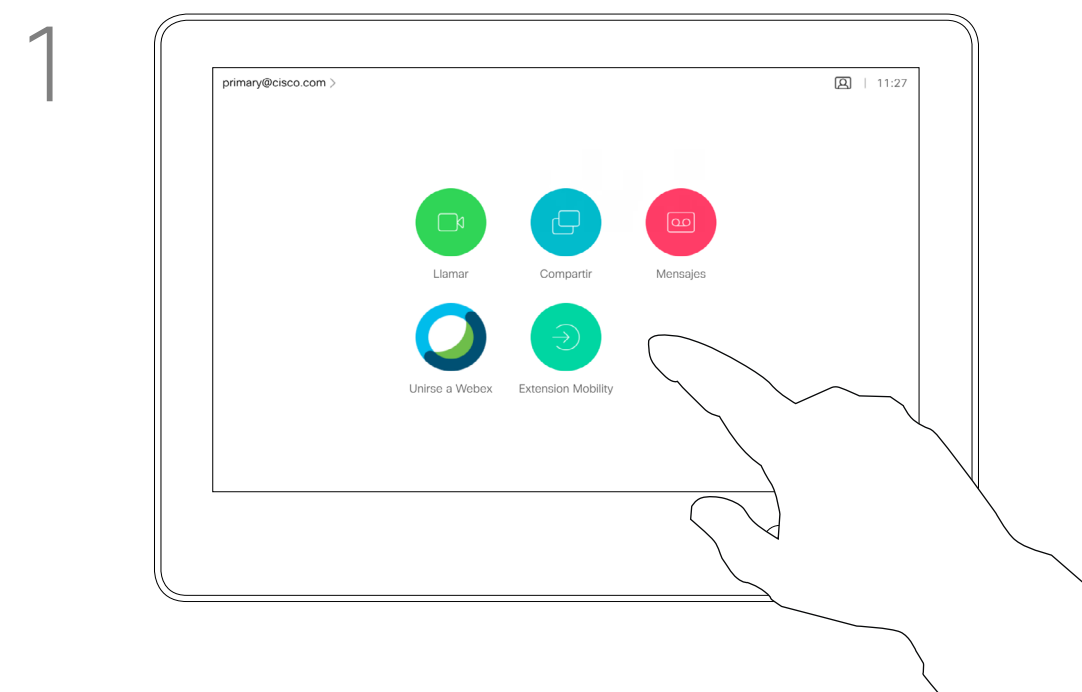 1
primary@cisco.com >
11:27
Llamar
Compartir
Mensajes
Unirse a Webex
Extension Mobility